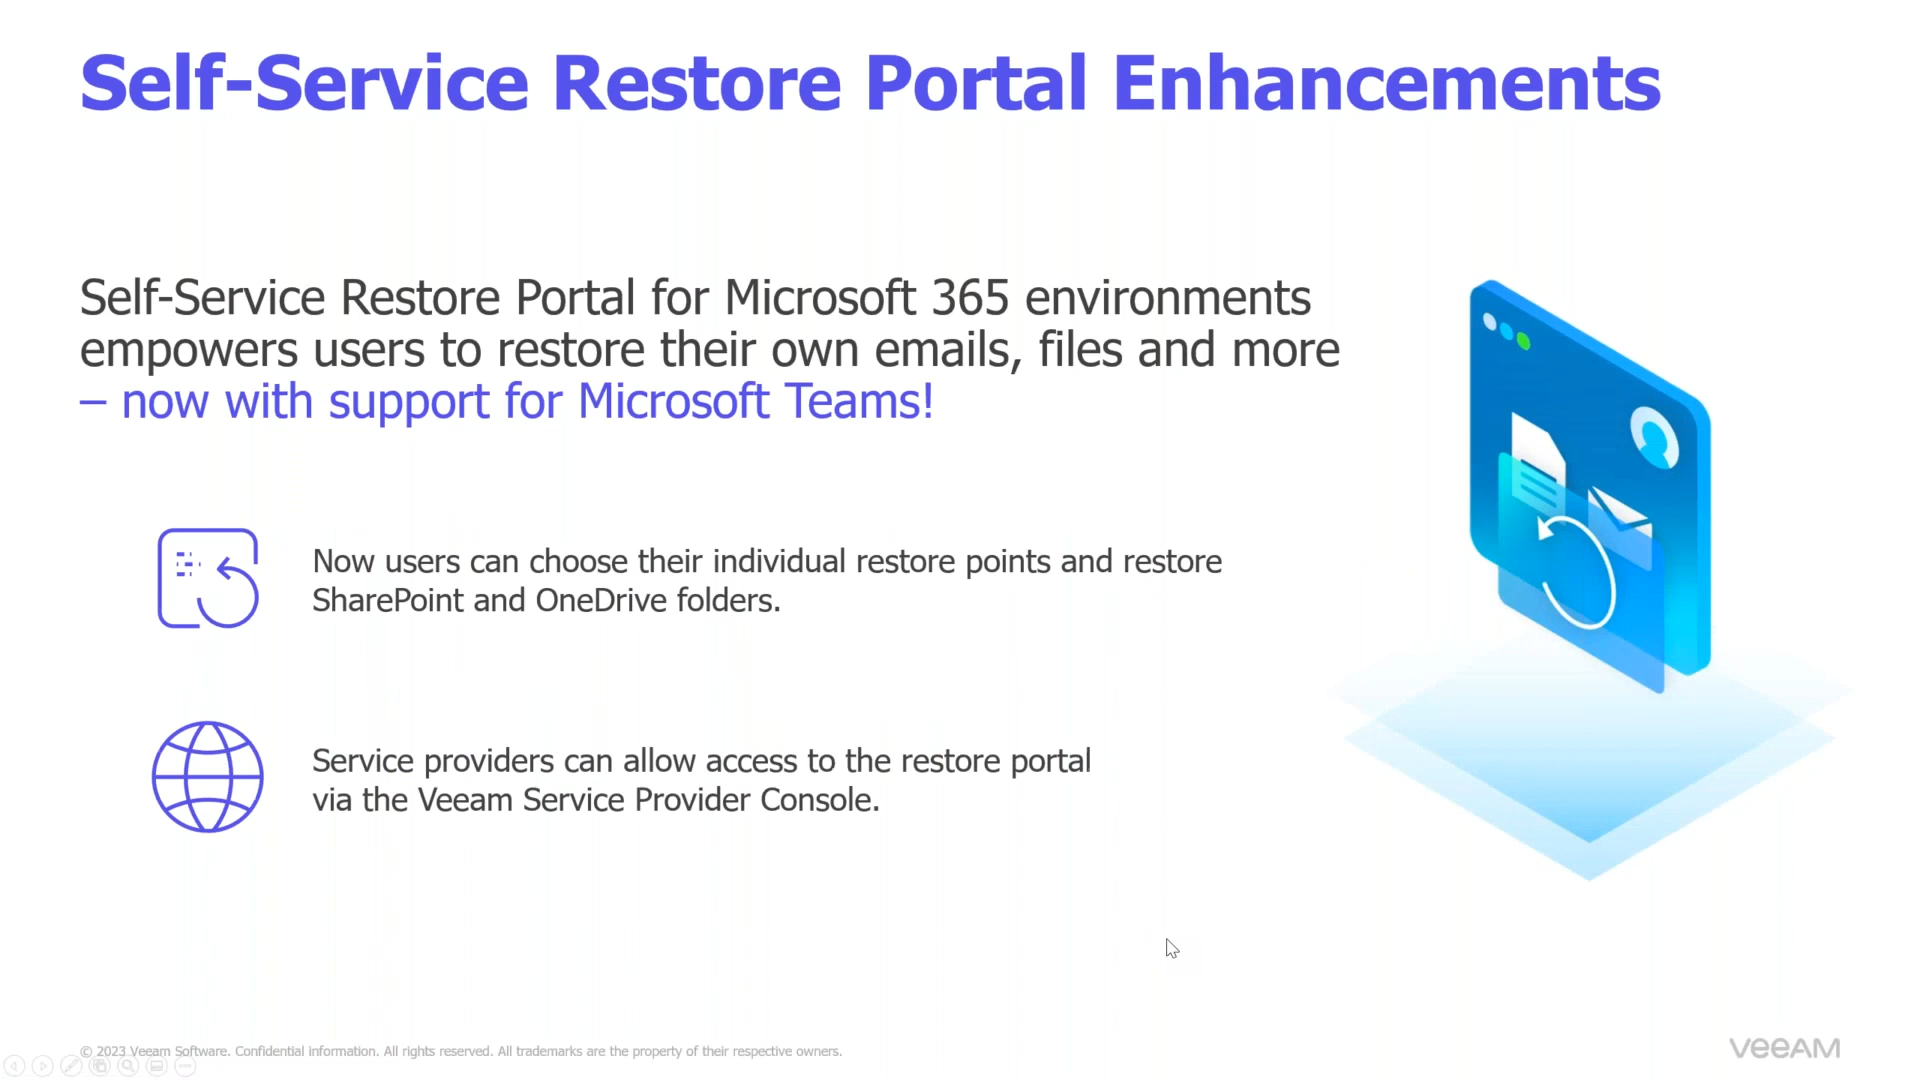 Self-Service Restore Portal Enhancements
Self-Service Restore Portal for Microsoft 365 environments
empowers users to restore their own emails, files and more
– now with support for Microsoft Teams!
Now users can choose their individual restore points and restore
SharePoint and OneDrive folders.
Service providers can allow access to the restore portal
via the Veeam Service Provider Console.
© 2023 Veeam Software. Confidential information. All rights reserved. All trademarks are the property of their respective owners.
veeAM